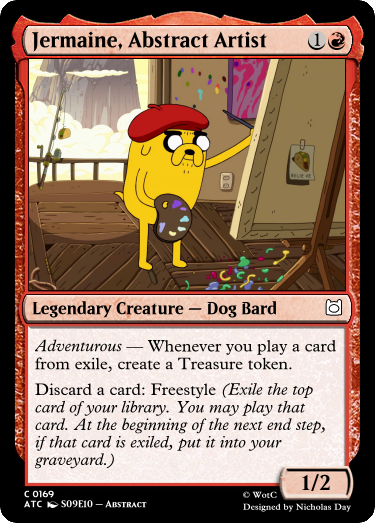 Jermaine, Abstract Artist 1
BELIEVE
Legendary Creature — Dog Bard
Adventurous — Whenever you play a card
from exile, create a Treasure token.
Discard a card: Freestyle (Exile the top
card of your library. You may play that
card. At the beginning of the next end step,
if that card is exiled, put it into your
graveyard.)
1/2
C 0169 © WotC
ATC S09E10 – Abstract Designed by Nicholas Day